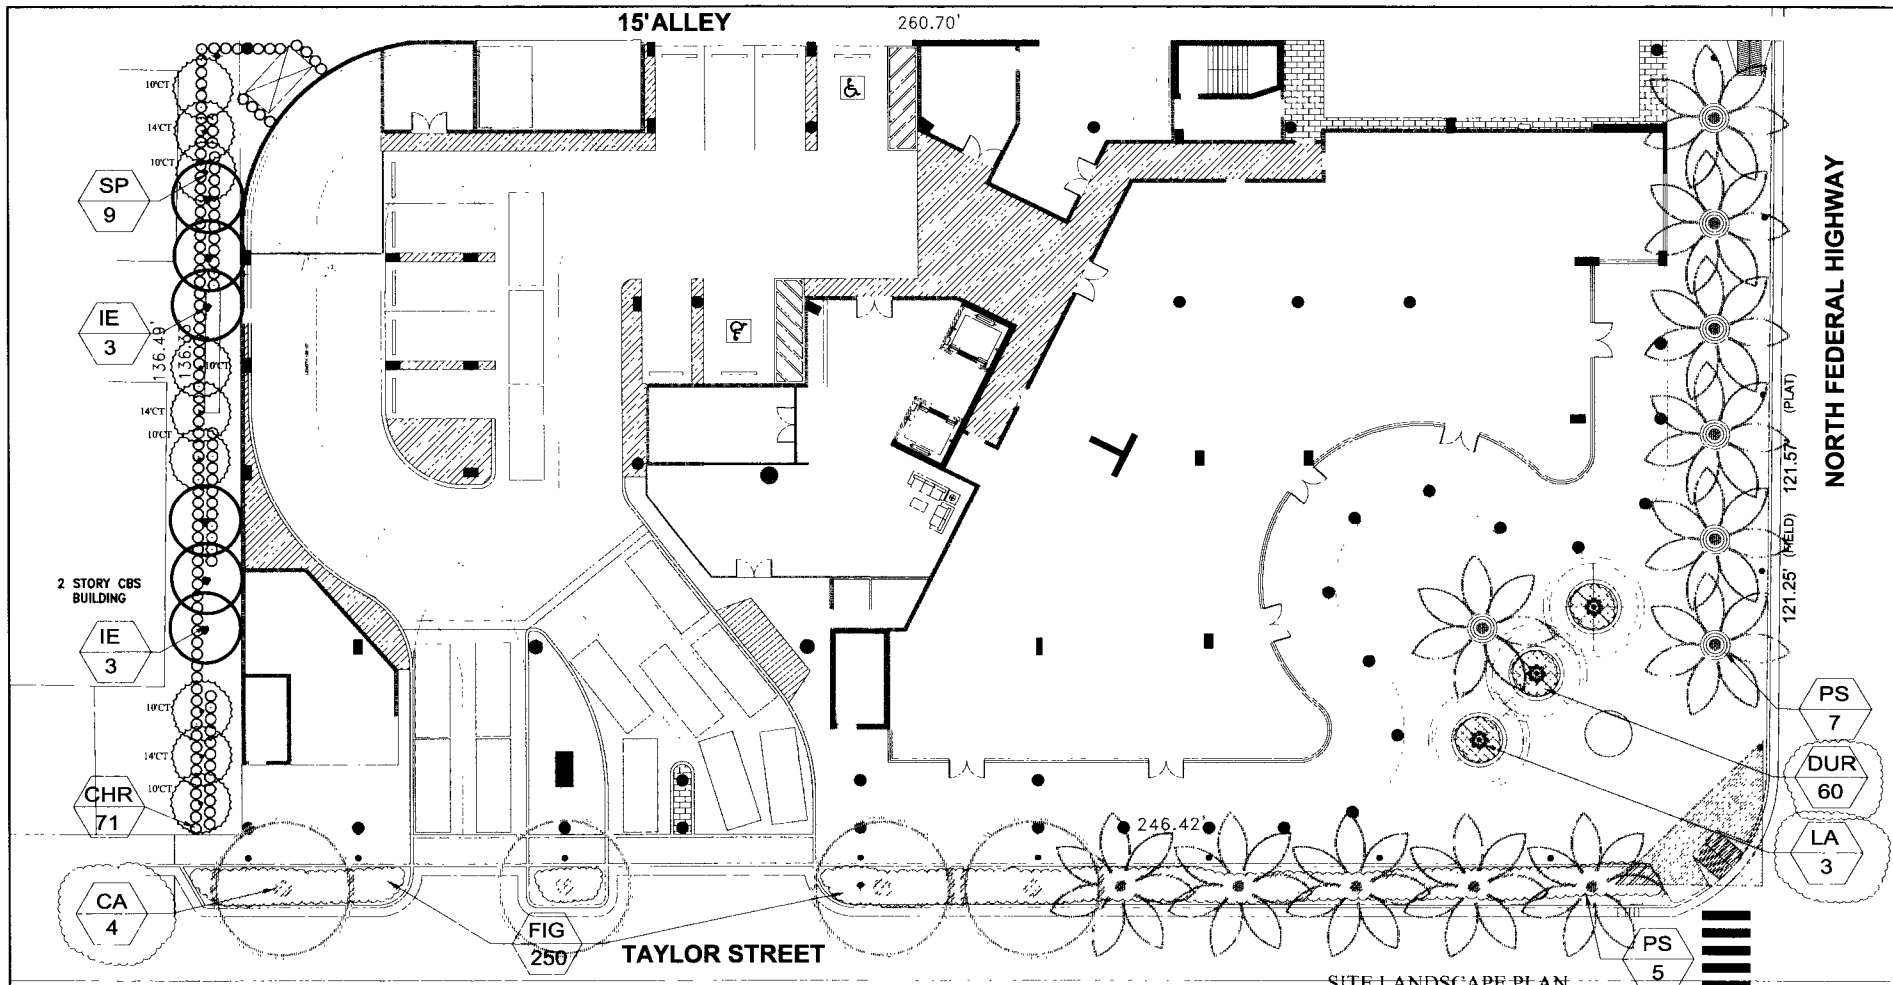 15'ALLEY
260.70'
10'CT
14'CT
10'CT
SP
9
IE
3
136.49'
10'CT
14'CT
10'CT
2 STORY CBS
BUILDING
IE
3
10'CT
14'CT
10'CT
CHR
71
CA
4
FIG
250
TAYLOR STREET
246.42'
NORTH FEDERAL HIGHWAY
121.57' (PLAT)
121.25'
PS
7
DUR
60
LA
3
PS
5
SITE LANDSCAPE PLAN